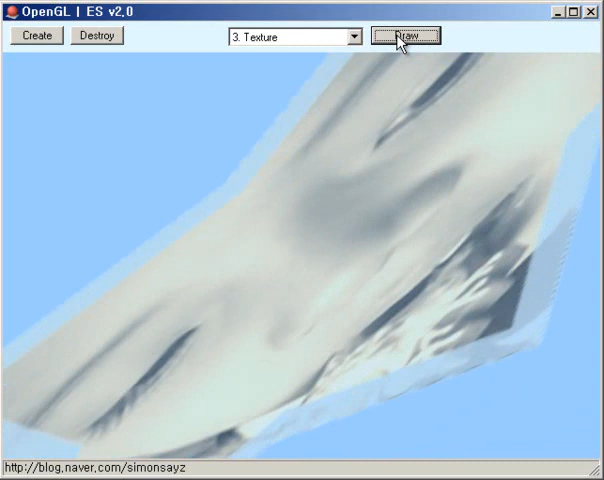 OpenGL | ES v2.0
Create Destroy 3. Texture Draw
http://blog.naver.com/simonsayz